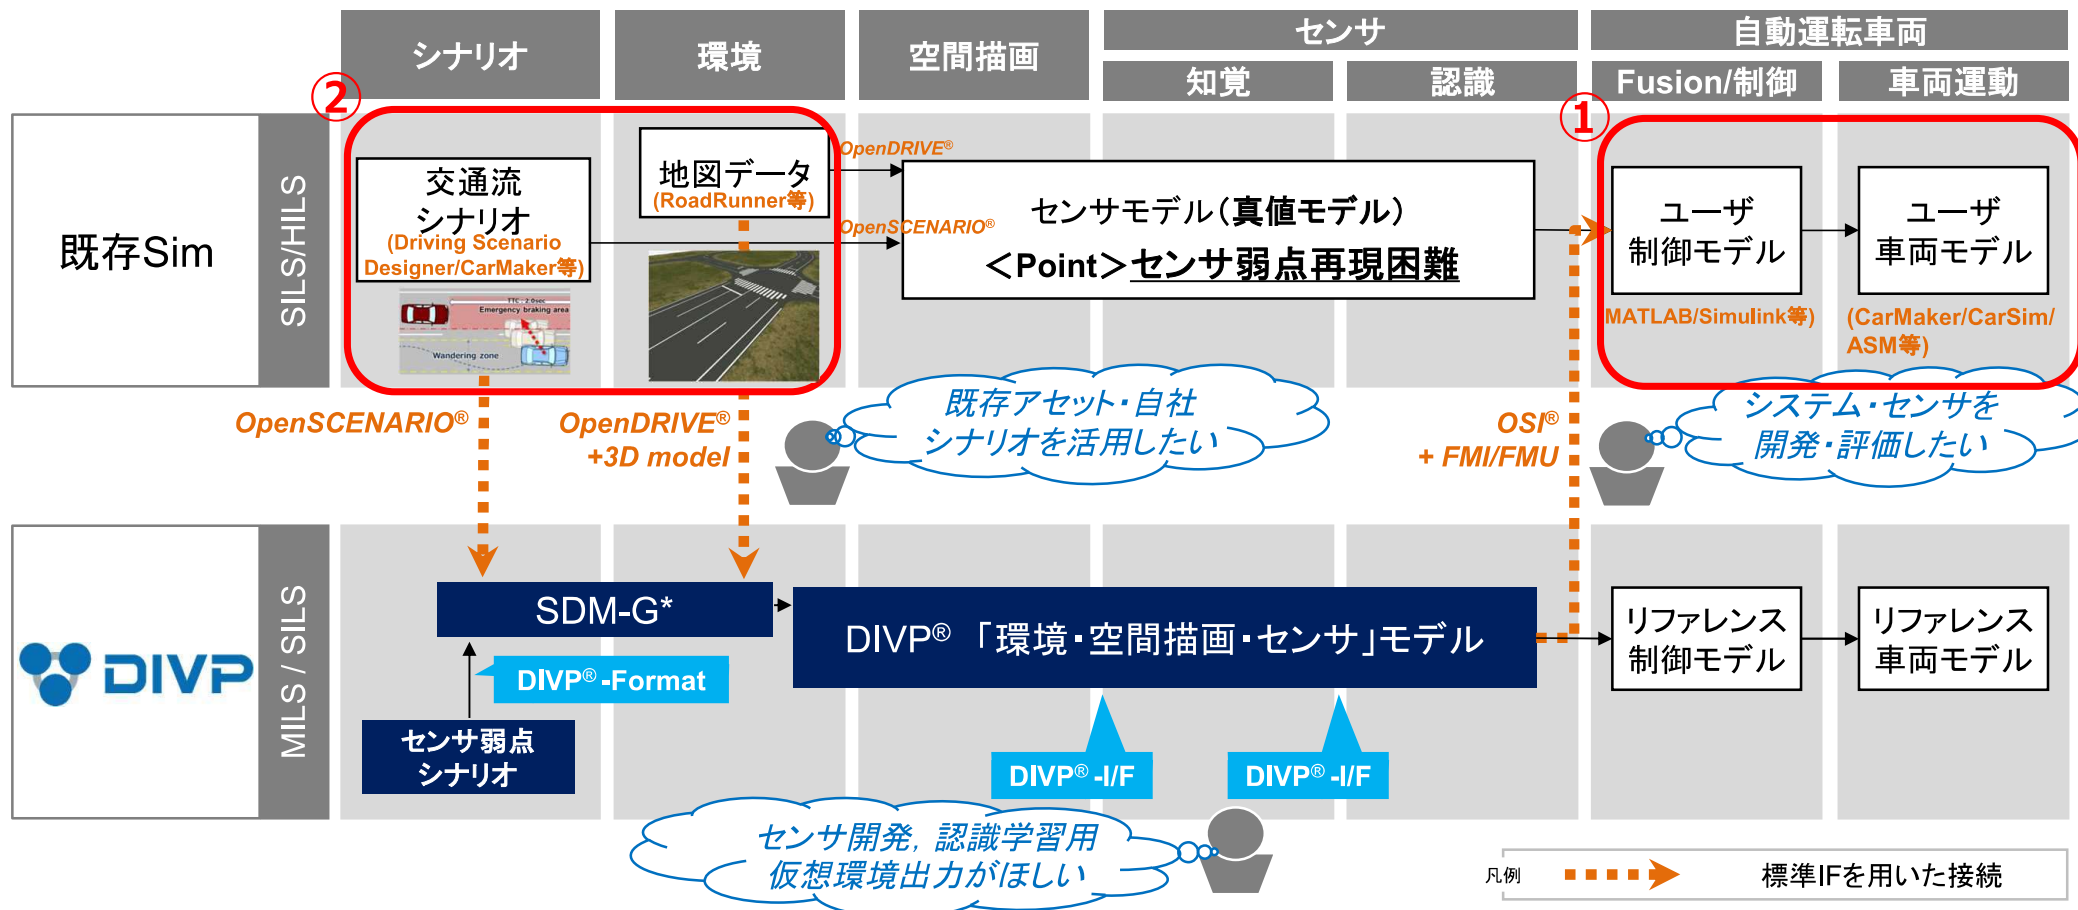 シナリオ
環境
空間描画
センサ
知覚
認識
自動運転車両
Fusion/制御
車両運動
②
①
既存Sim
SILS/HILS
交通流
シナリオ
(Driving Scenario
Designer/CarMaker等)
TTC : 2.0sec
Emergency braking area
Wandering zone
地図データ
(RoadRunner等)
OpenDRIVE®
OpenSCENARIO®
センサモデル（真値モデル）
＜Point＞センサ弱点再現困難
ユーザ
制御モデル
MATLAB/Simulink等)
ユーザ
車両モデル
(CarMaker/CarSim/
ASM等)
OpenSCENARIO®
OpenDRIVE®
+3D model
既存アセット・自社
シナリオを活用したい
OSI®
+ FMI/FMU
システム・センサを
開発・評価したい
DIVP
MILS / SILS
SDM-G*
DIVP® -Format
センサ弱点
シナリオ
DIVP® 「環境・空間描画・センサ」モデル
DIVP® -I/F
DIVP® -I/F
リファレンス
制御モデル
リファレンス
車両モデル
センサ開発，認識学習用
仮想環境出力がほしい
凡例
標準IFを用いた接続